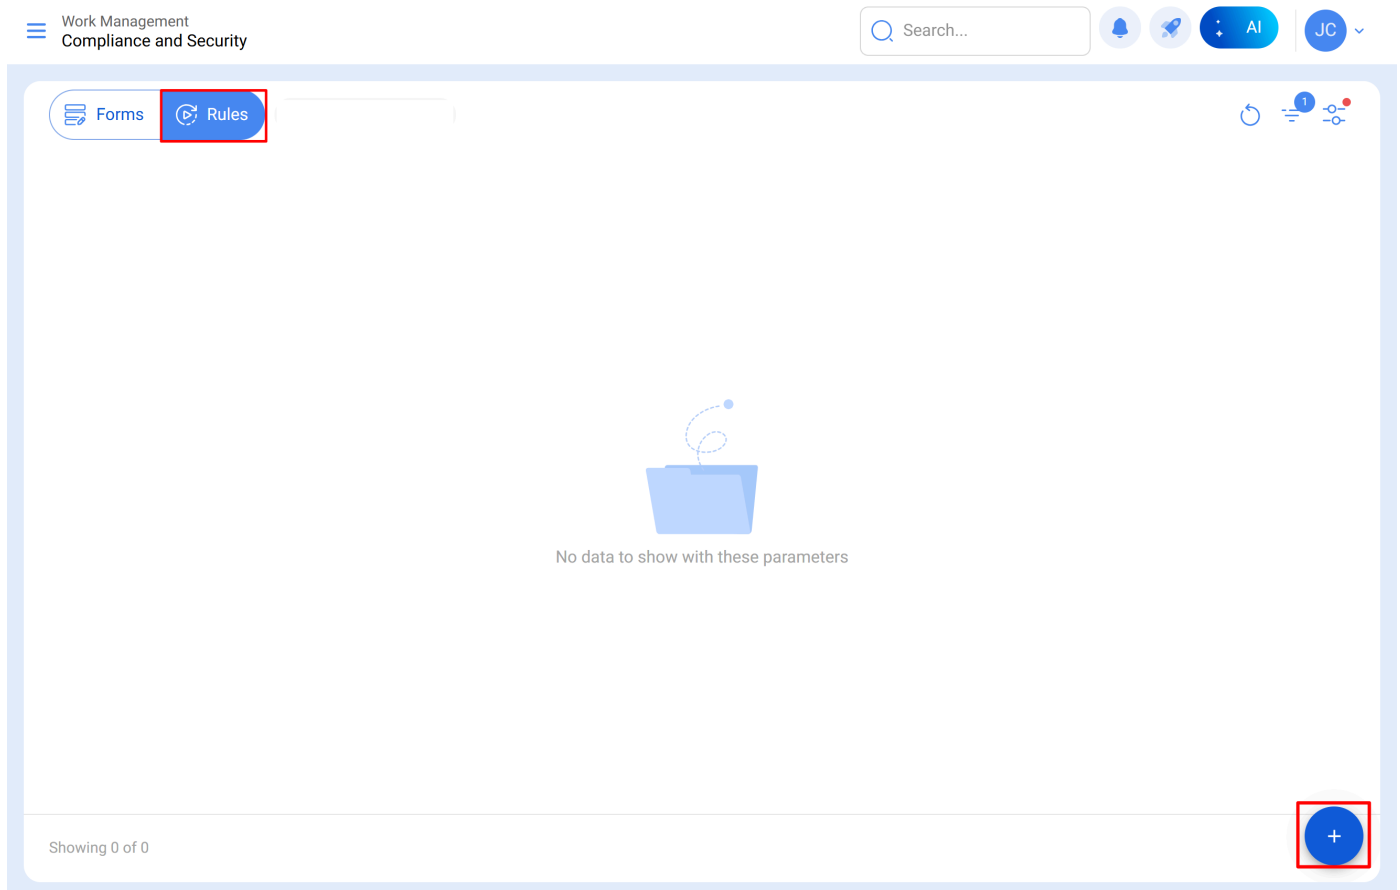 Work Management
Compliance and Security
Search...
AI
JC
Forms
Rules
1
No data to show with these parameters
Showing 0 of 0